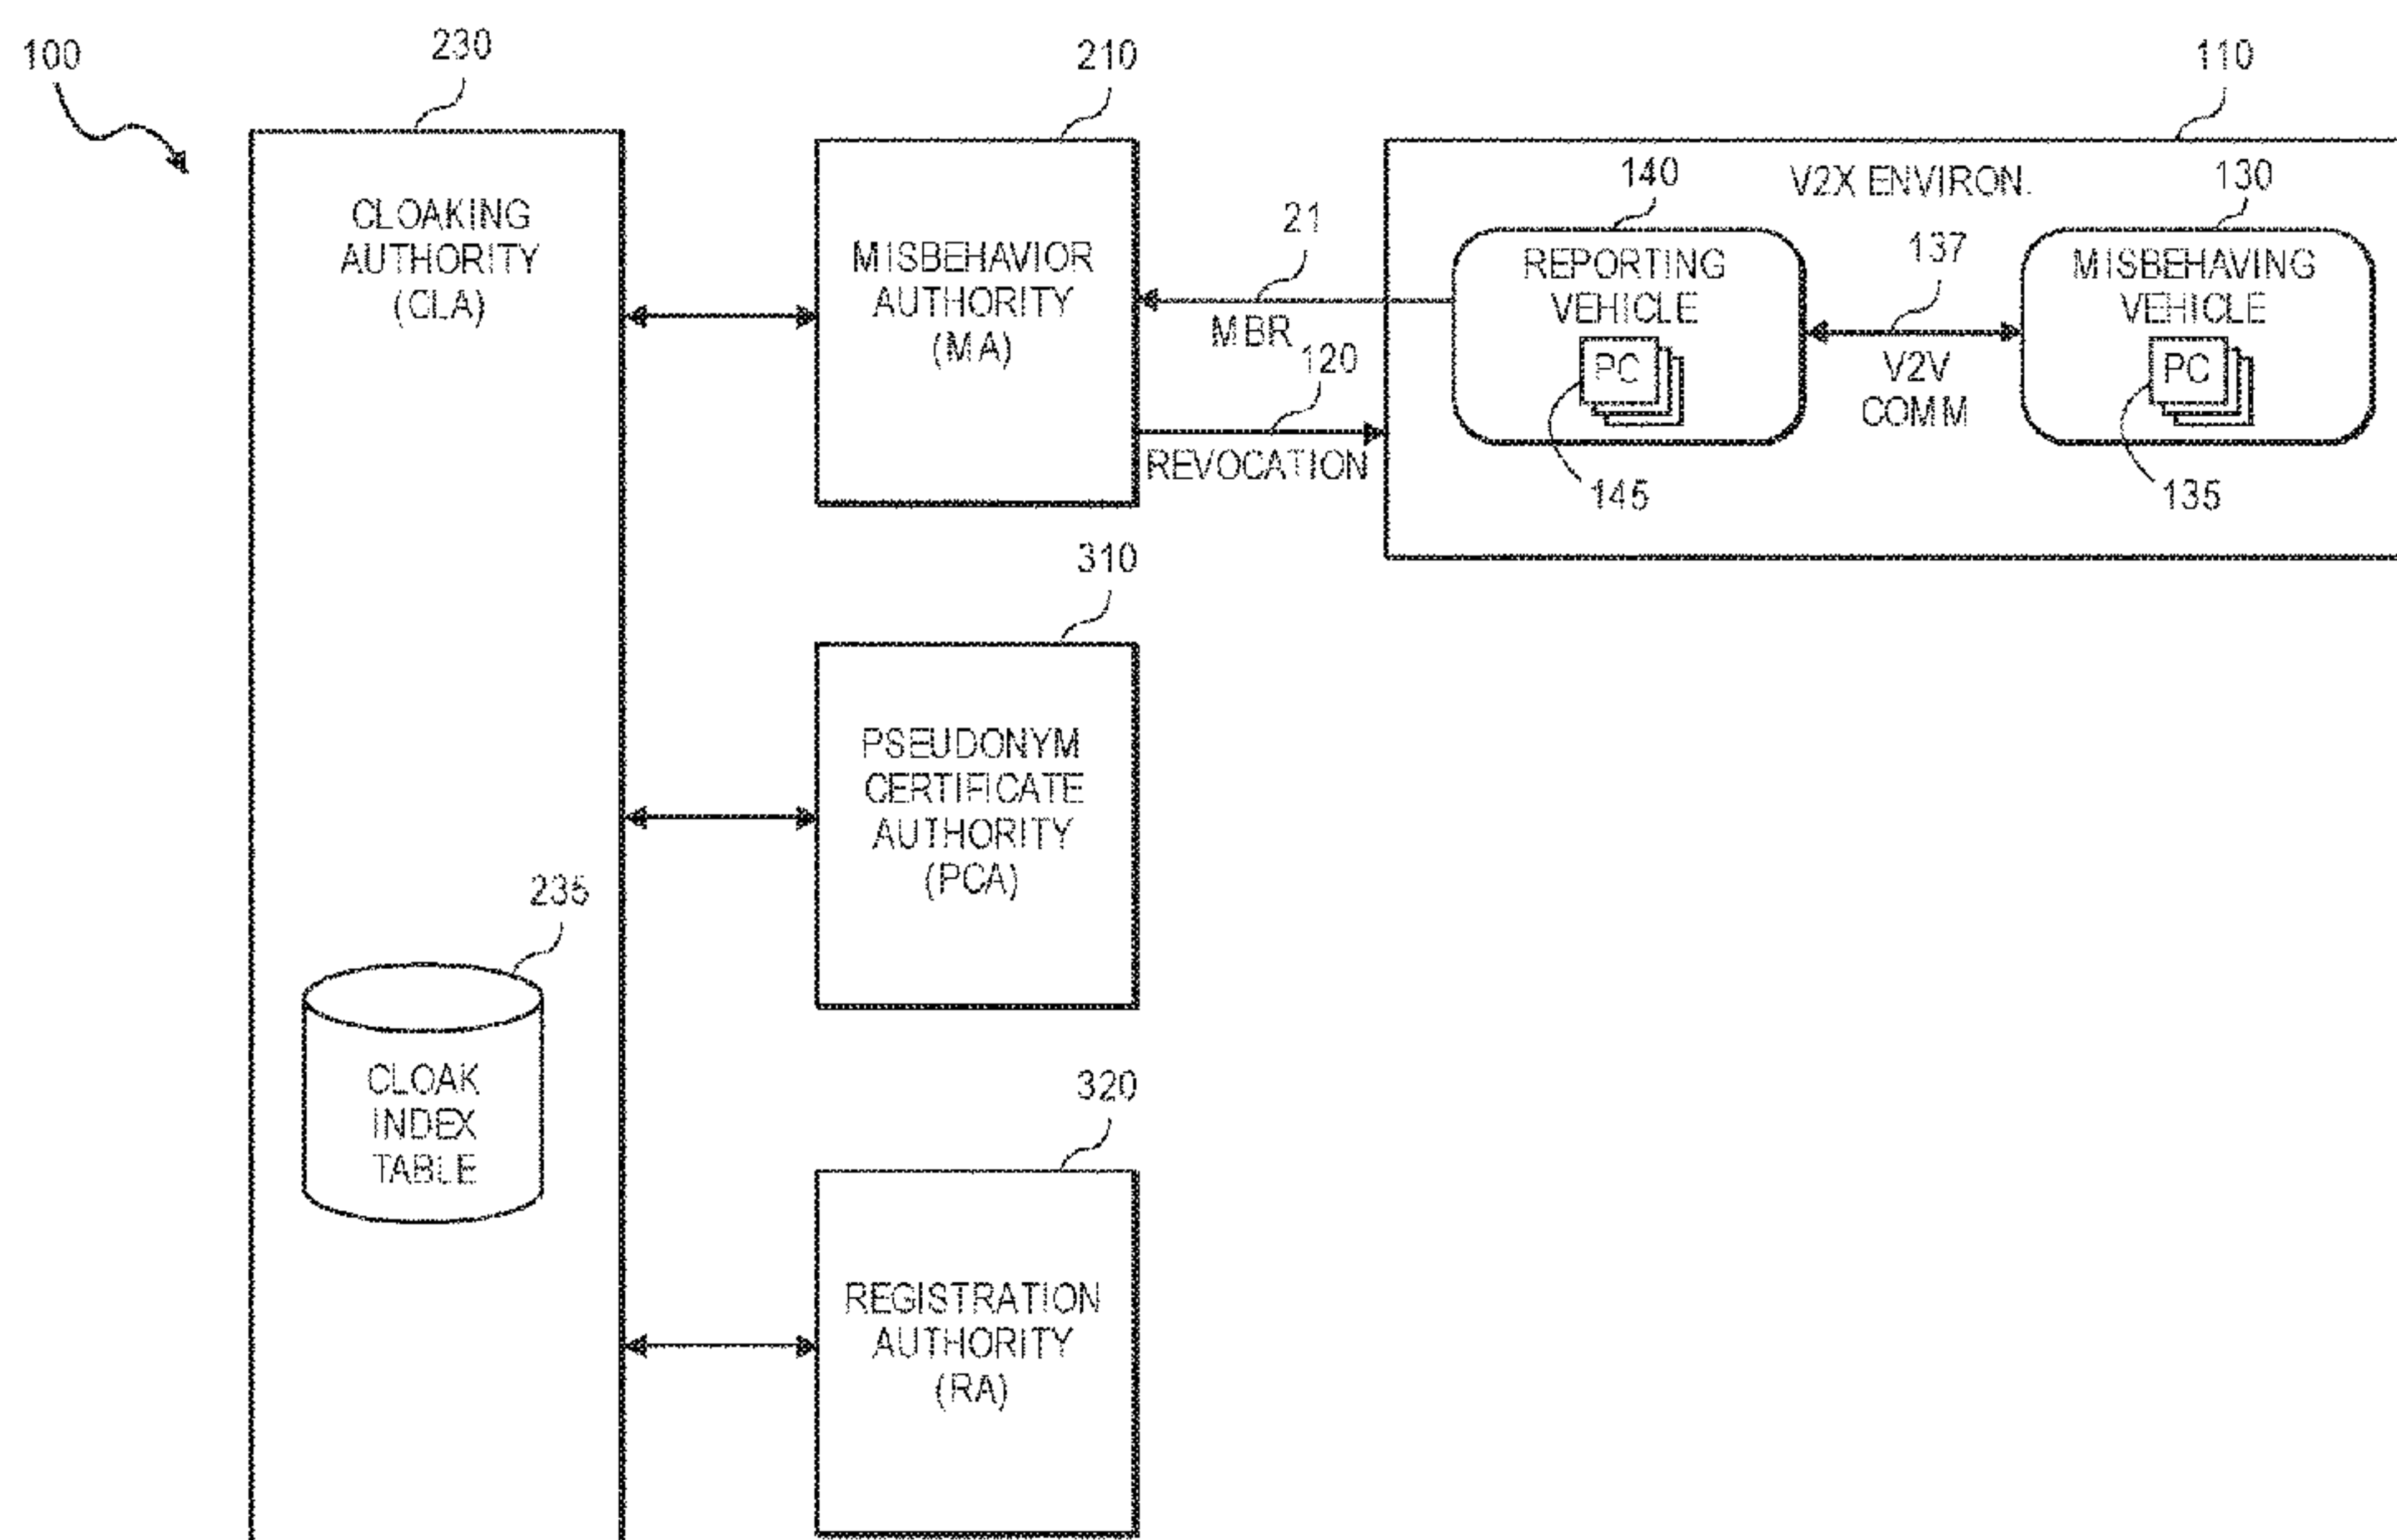 100
230
210
110
CLOAKING
AUTHORITY
(CLA)
MISBEHAVIOR
AUTHORITY
(MA)
21
MBR
120
REVOCATION
V2X ENVIRON.
140
130
REPORTING
VEHICLE
PC
145
137
V2V
COMM
MISBEHAVING
VEHICLE
PC
135
310
PSEUDONYM
CERTIFICATE
AUTHORITY
(PCA)
235
CLOAK
INDEX
TABLE
320
REGISTRATION
AUTHORITY
(RA)